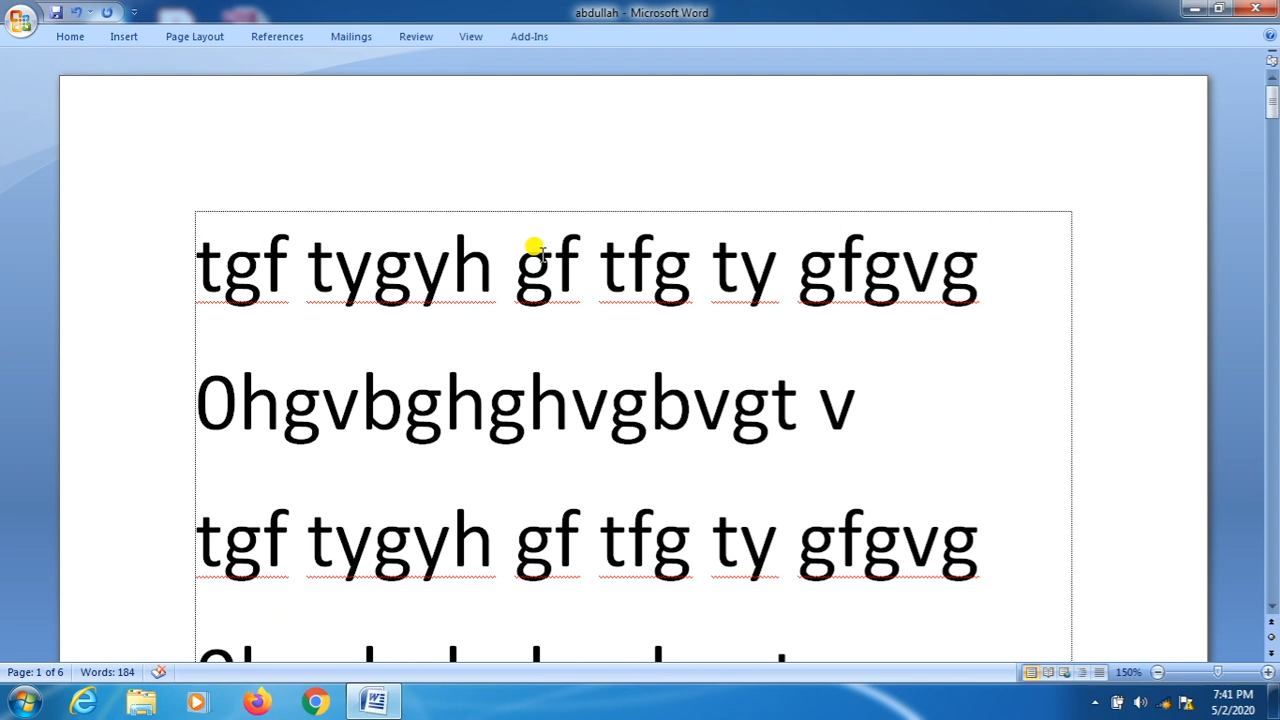 abdullah - Microsoft Word
Home Insert Page Layout References Mailings Review View Add-Ins
tgf tygyh gf tfg ty gfgvg
0hgvbghghvgbvgt v
tgf tygyh gf tfg ty gfgvg
Page: 1 of 6 Words: 184 150%
7:41 PM
5/2/2020